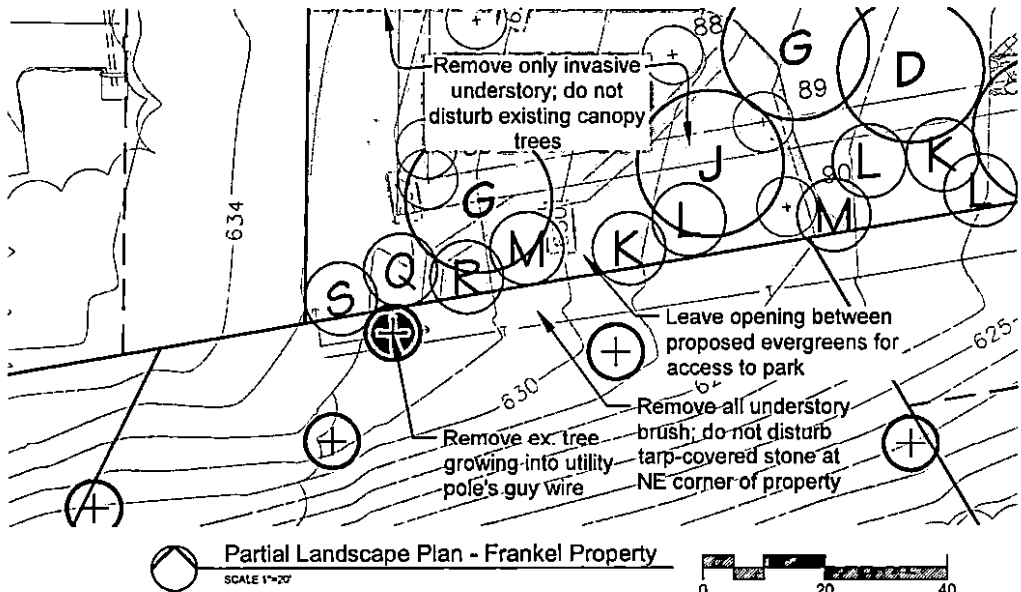 88
G
D
Remove only invasive
understory; do not
disturb existing canopy
trees
89
J
L
K
90
L
G
634
L
M
M
K
Q
R
S
Leave opening between
proposed evergreens for
access to park
625
630
Remove all understory
brush; do not disturb
tarp-covered stone at
NE corner of property
Remove ex. tree
growing into utility
pole's guy wire
Partial Landscape Plan - Frankel Property
SCALE 1"=20'
0 20 40